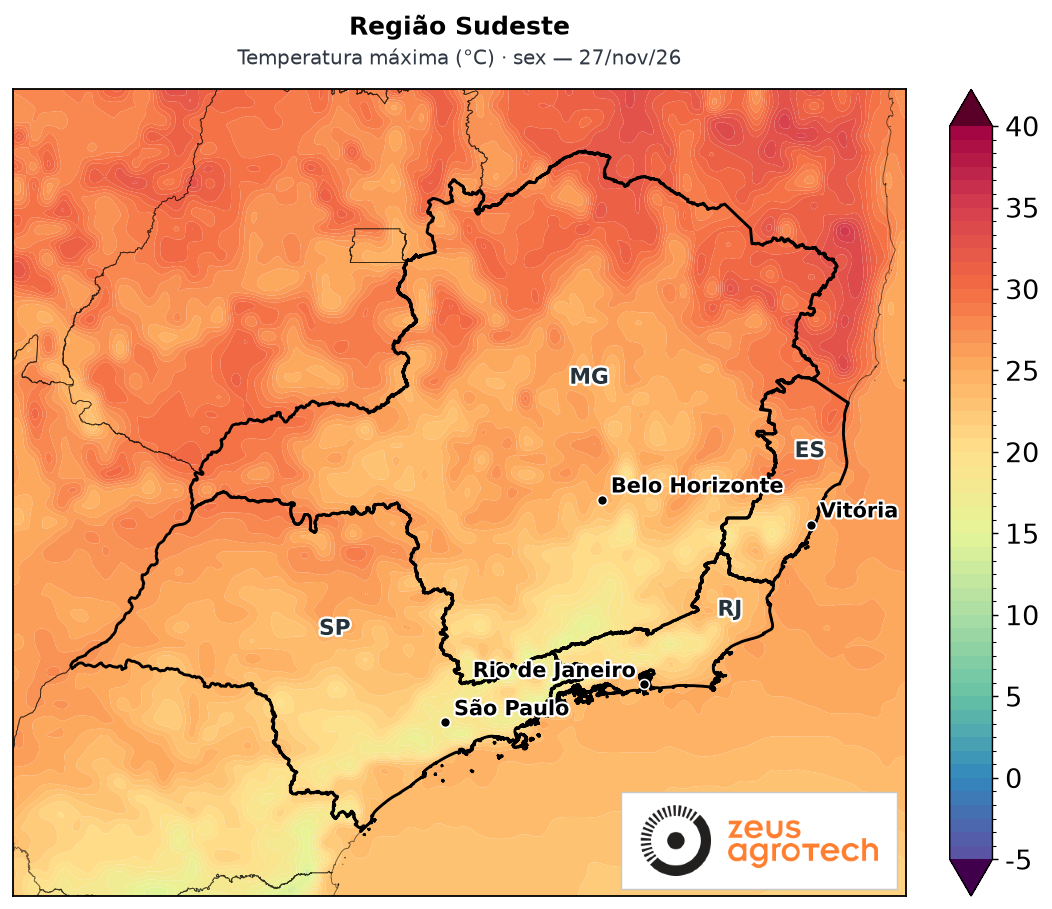 Região Sudeste
Temperatura máxima (°C) · sex — 27/nov/26
40
35
30
25
20
15
10
5
0
-5
MG
ES
Belo Horizonte
Vitória
RJ
SP
Rio de Janeiro
São Paulo
zeus
agrotech